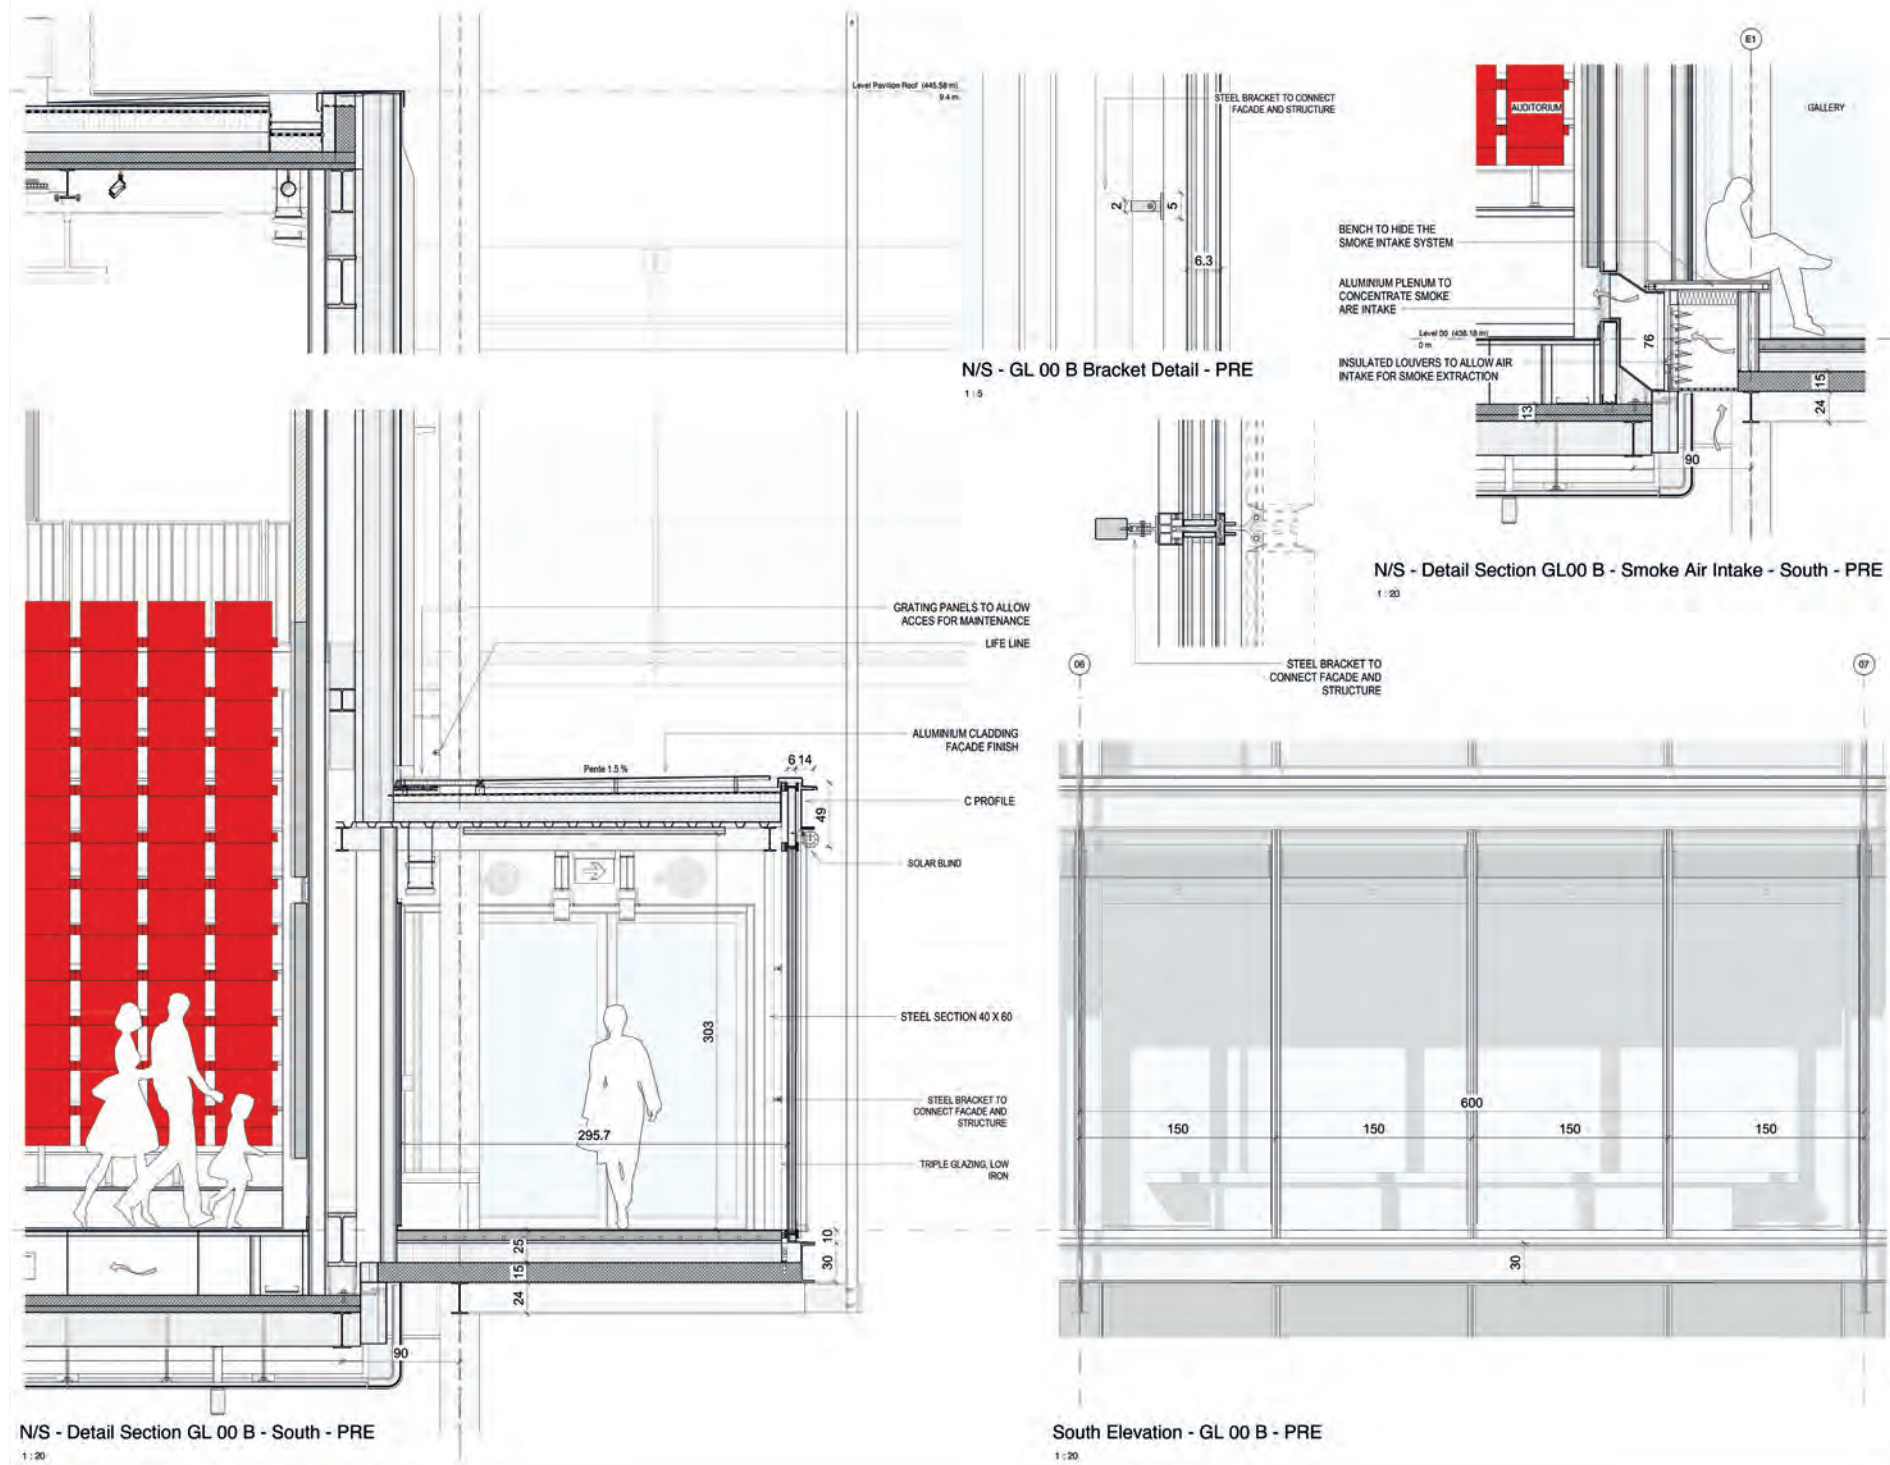 Level Pavilion Roof (445.58 m)
9.4 m
GRATING PANELS TO ALLOW
ACCES FOR MAINTENANCE
LIFE LINE
ALUMINIUM CLADDING
FACADE FINISH
Pente 1.5 %
6 14
C PROFILE
49
SOLAR BLIND
STEEL SECTION 40 X 60
303
STEEL BRACKET TO
CONNECT FACADE AND
STRUCTURE
295.7
TRIPLE GLAZING, LOW
IRON
25
10
15
30
24
90
N/S - Detail Section GL 00 B - South - PRE
1 : 20
STEEL BRACKET TO CONNECT
FACADE AND STRUCTURE
2
5
6.3
N/S - GL 00 B Bracket Detail - PRE
1 : 5
STEEL BRACKET TO
CONNECT FACADE AND
STRUCTURE
E1
AUDITORIUM
GALLERY
BENCH TO HIDE THE
SMOKE INTAKE SYSTEM
ALUMINIUM PLENUM TO
CONCENTRATE SMOKE
ARE INTAKE
Level 00 (436.18 m)
0 m
76
INSULATED LOUVERS TO ALLOW AIR
INTAKE FOR SMOKE EXTRACTION
15
13
24
90
N/S - Detail Section GL00 B - Smoke Air Intake - South - PRE
1 : 20
06
07
600
150
150
150
150
30
South Elevation - GL 00 B - PRE
1 : 20